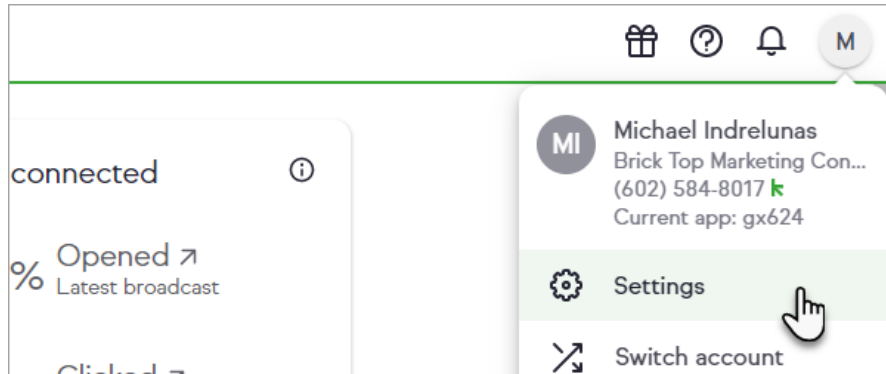 M
MI
Michael Indrelunas
Brick Top Marketing Con...
(602) 584-8017
Current app: gx624
connected
% Opened ↗
Latest broadcast
Settings
Switch account
Clicked ↗